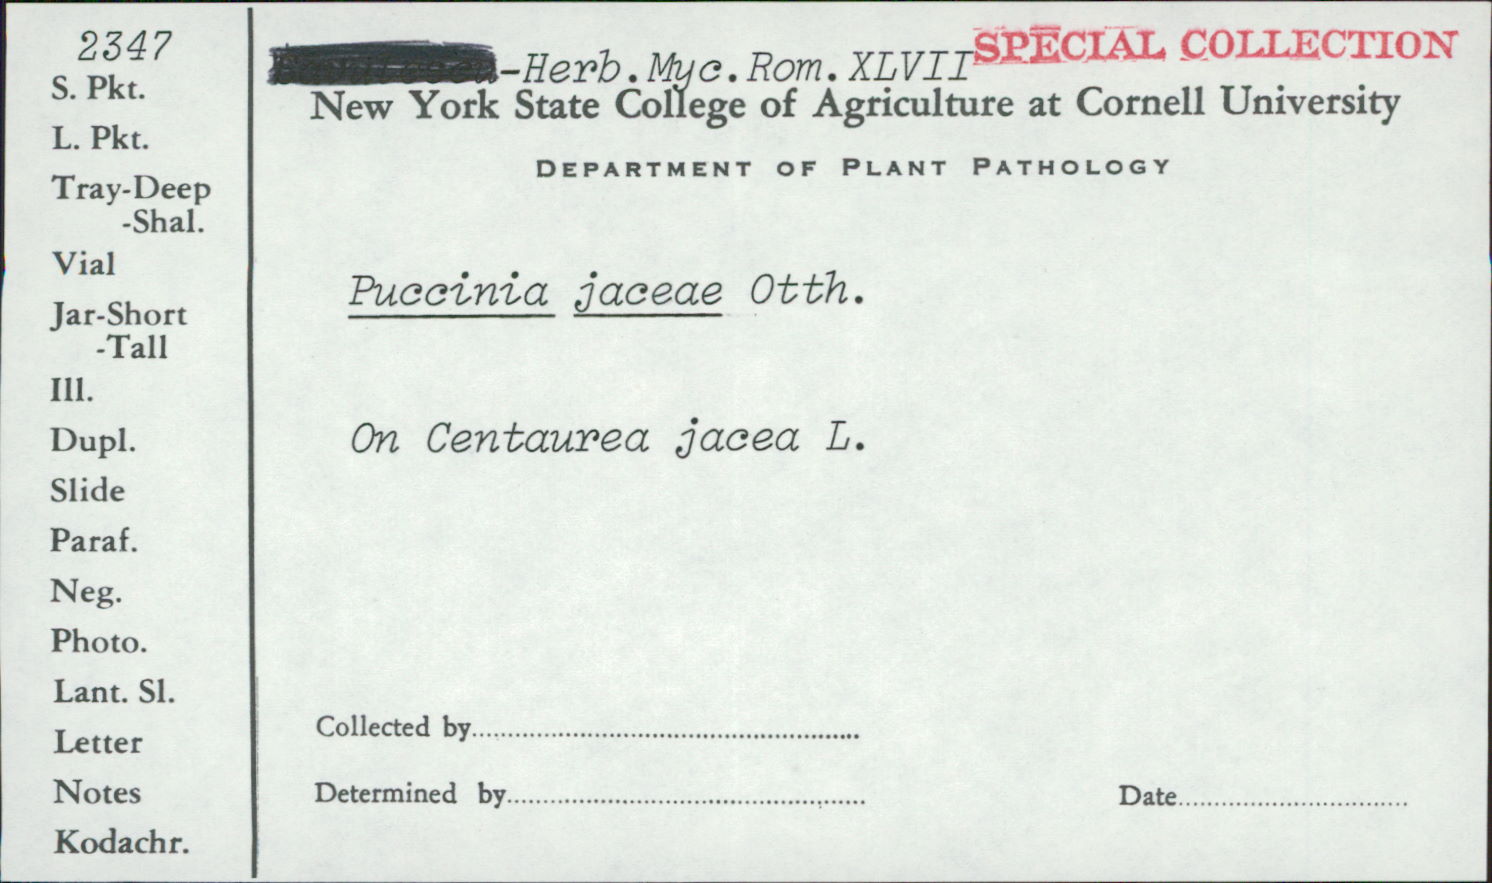 2347
S. Pkt.
L. Pkt.
Tray-Deep
-Shal.
Vial
Jar-Short
-Tall
Ill.
Dupl.
Slide
Paraf.
Neg.
Photo.
Lant. Sl.
Letter
Notes
Kodachr.
-Herb.Myc.Rom.XLVII
SPECIAL COLLECTION
New York State College of Agriculture at Cornell University
DEPARTMENT OF PLANT PATHOLOGY
Puccinia jaceae Otth.
On Centaurea jacea L.
Collected by
Determined by
Date